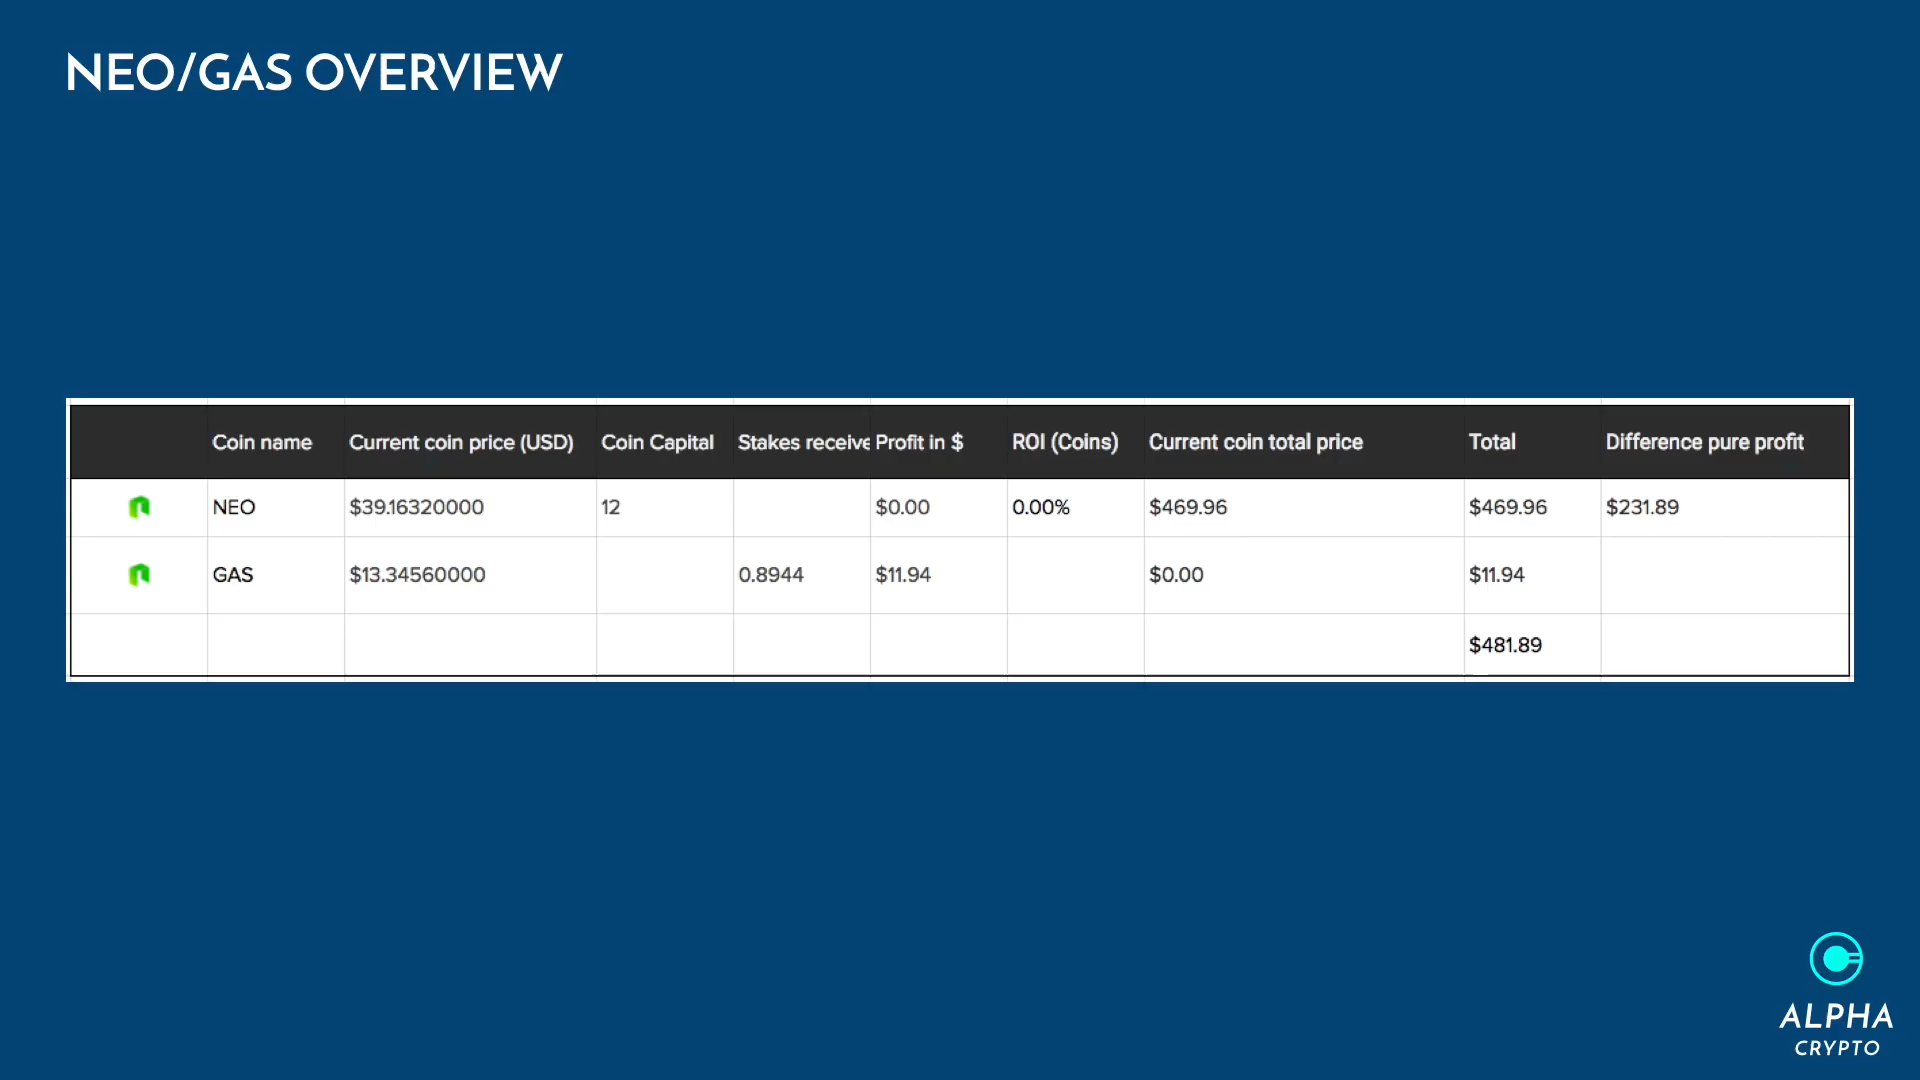 NEO/GAS OVERVIEW
Coin name Current coin price (USD) Coin Capital Stakes receive Profit in $ ROI (Coins) Current coin total price Total Difference pure profit
NEO $39.16320000 12 $0.00 0.00% $469.96 $469.96 $231.89
GAS $13.34560000 0.8944 $11.94 $0.00 $11.94
$481.89
ALPHA
CRYPTO